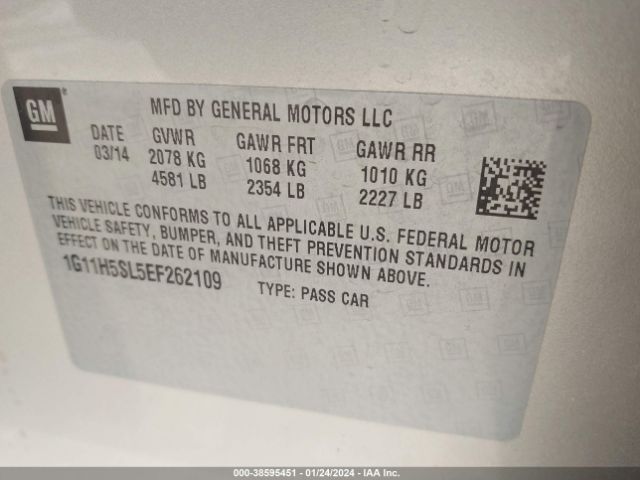 GM
MFD BY GENERAL MOTORS LLC
DATE GVWR GAWR FRT GAWR RR
03/14 2078 KG 1068 KG 1010 KG
4581 LB 2354 LB 2227 LB
THIS VEHICLE CONFORMS TO ALL APPLICABLE U.S. FEDERAL MOTOR
VEHICLE SAFETY, BUMPER, AND THEFT PREVENTION STANDARDS IN
EFFECT ON THE DATE OF MANUFACTURE SHOWN ABOVE.
1G11H5SL5EF262109 TYPE: PASS CAR
000-38595451 - 01/24/2024 - IAA Inc.